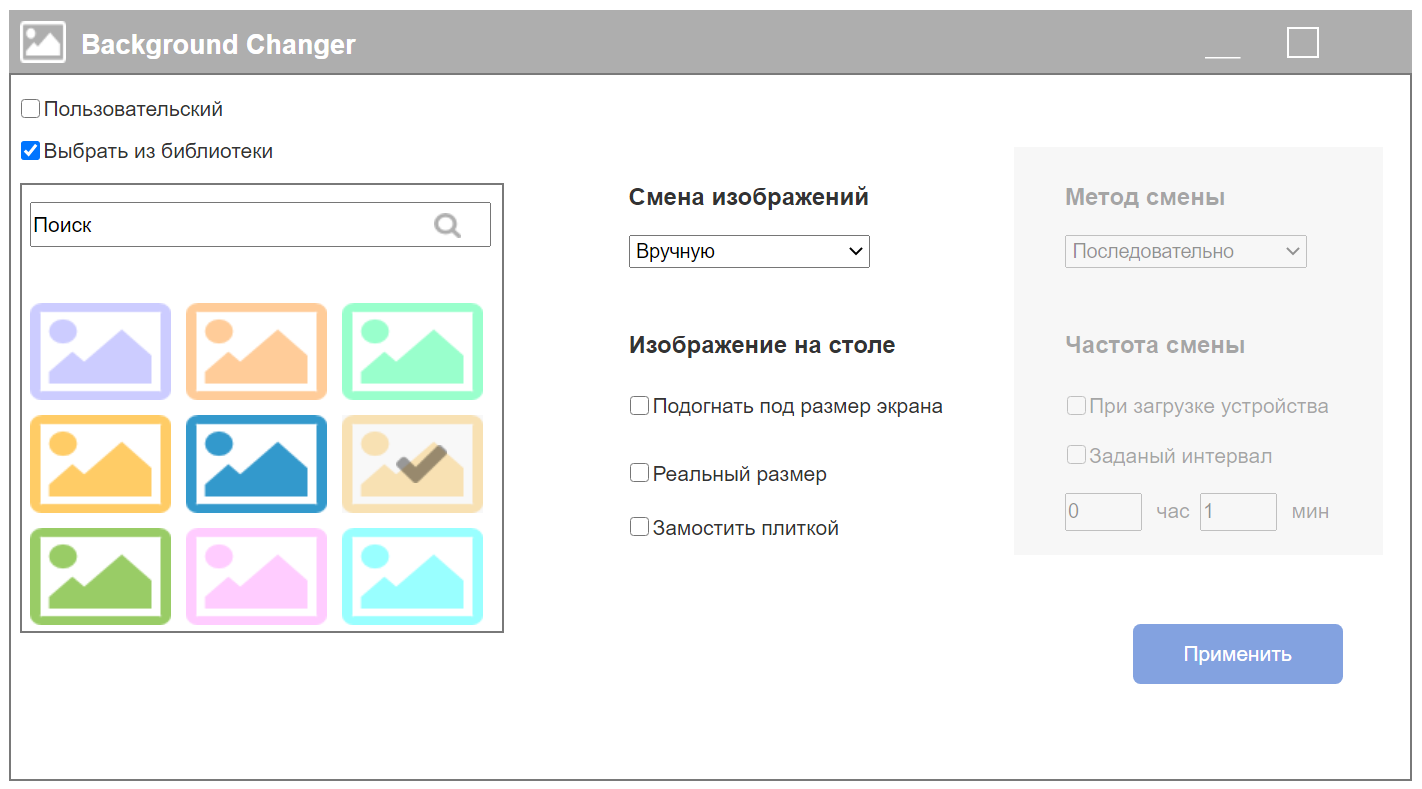 Background Changer
Пользовательский
Выбрать из библиотеки
Поиск
Смена изображений
Вручную
Изображение на столе
Подогнать под размер экрана
Реальный размер
Замостить плиткой
Метод смены
Последовательно
Частота смены
При загрузке устройства
Заданый интервал
0 час 1 мин
Применить